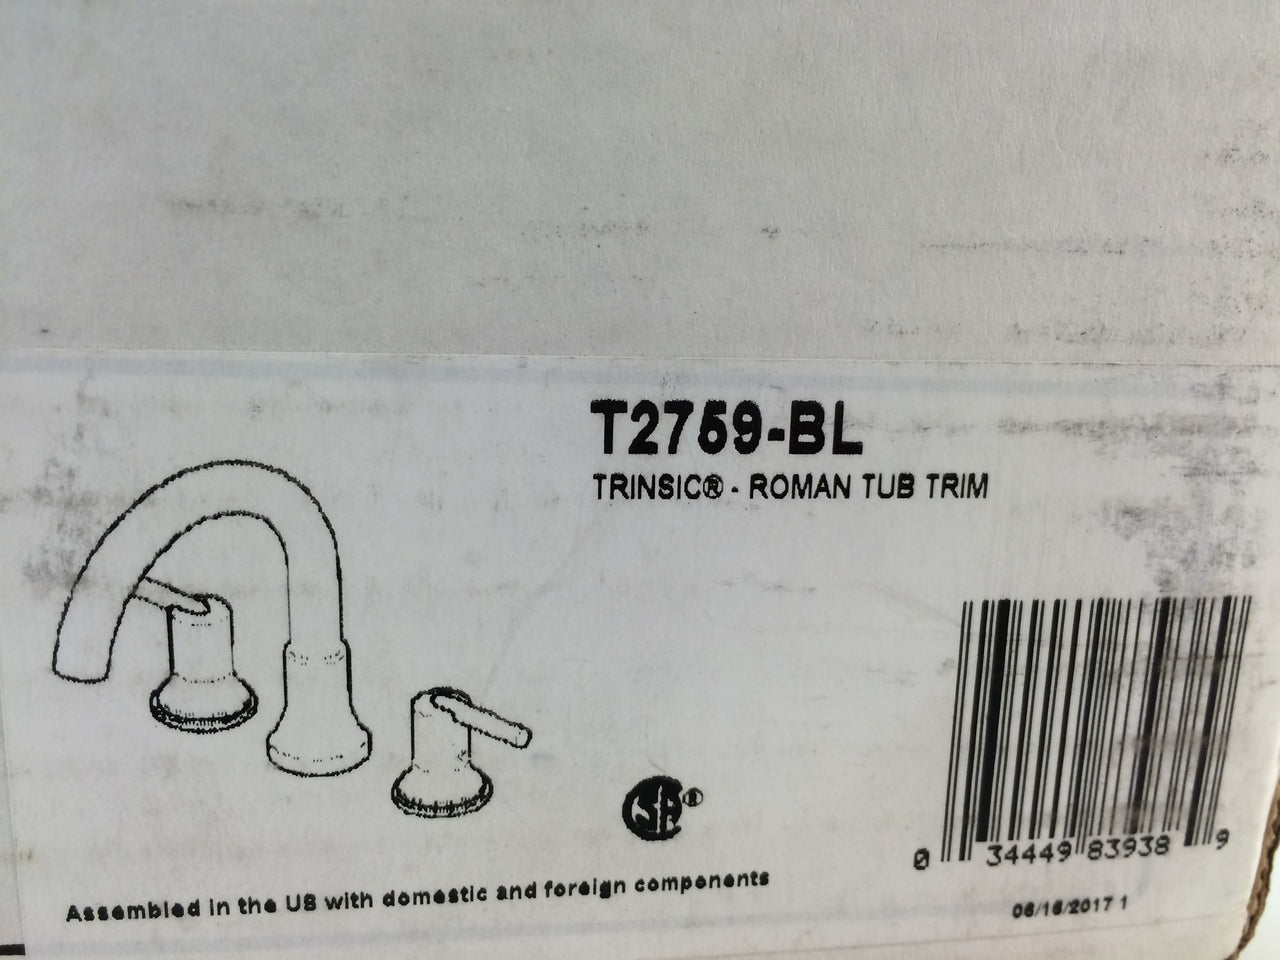 T2759-BL
TRINSIC® - ROMAN TUB TRIM
®
0 34449 83938 9
Assembled in the US with domestic and foreign components
06/16/2017 1